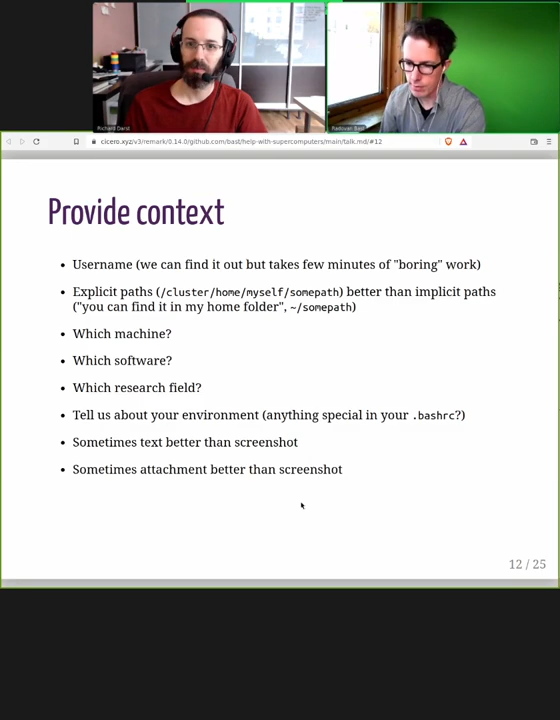 Richard Darst
Radovan Bast
cicero.xyz/v3/remark/0.14.0/github.com/bast/help-with-supercomputers/main/talk.md/#12
Provide context
• Username (we can find it out but takes few minutes of "boring" work)
• Explicit paths (/cluster/home/myself/somepath) better than implicit paths
("you can find it in my home folder", ~/somepath)
• Which machine?
• Which software?
• Which research field?
• Tell us about your environment (anything special in your .bashrc?)
• Sometimes text better than screenshot
• Sometimes attachment better than screenshot
12 / 25